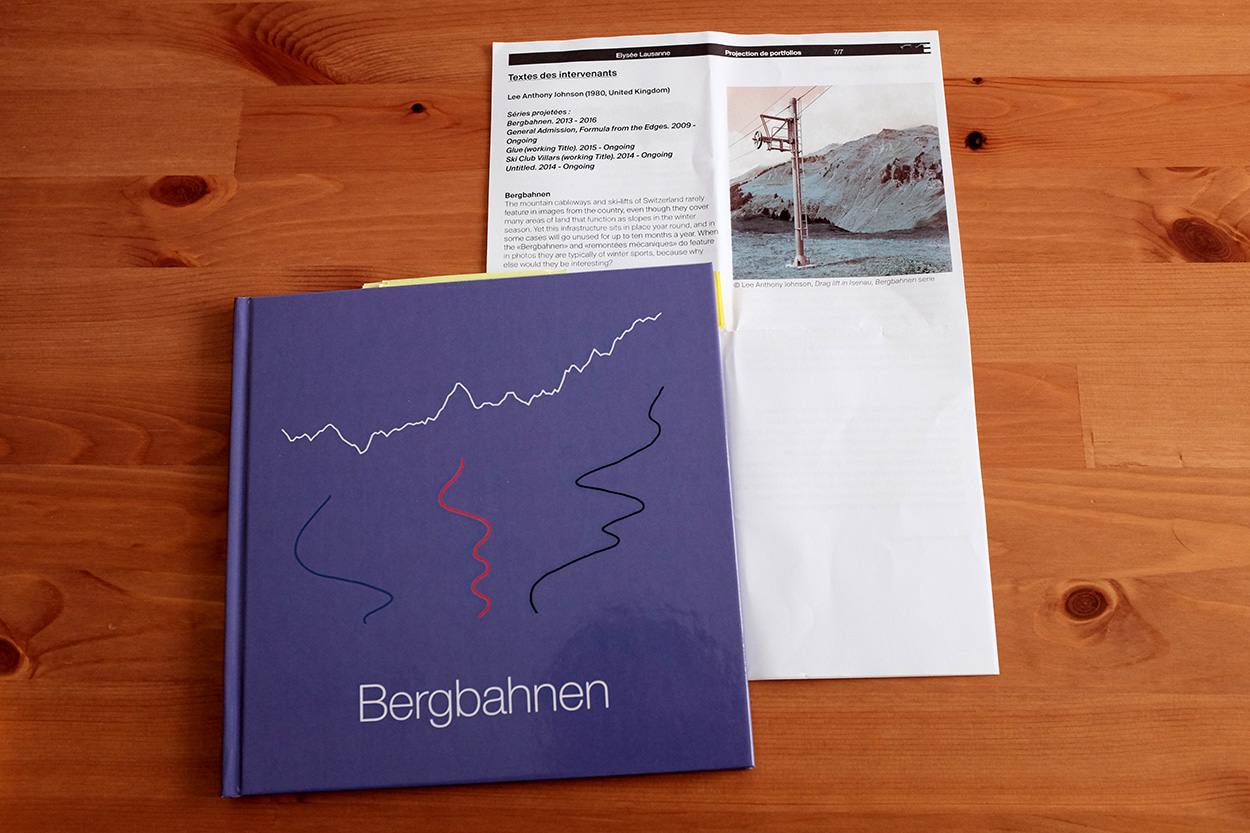 Elysée Lausanne
Projection de portfolios
7/7
Textes des intervenants
Lee Anthony Johnson (1980, United Kingdom)
Séries projetées :
Bergbahnen. 2013 - 2016
General Admission, Formula from the Edges. 2009 -
Ongoing
Glue (working Title). 2015 - Ongoing
Ski Club Villars (working Title). 2014 - Ongoing
Untitled. 2014 - Ongoing
Bergbahnen
The mountain cableways and ski-lifts of Switzerland rarely
feature in images from the country, even though they cover
many areas of land that function as slopes in the winter
season. Yet this infrastructure sits in place year round, and in
some cases will go unused for up to ten months a year. When
the «Bergbahnen» and «remontées mécaniques» do feature
in photos they are typically of winter sports, because why
else would they be interesting?
© Lee Anthony Johnson, Drag lift in Isenau, Bergbahnen serie
Bergbahnen